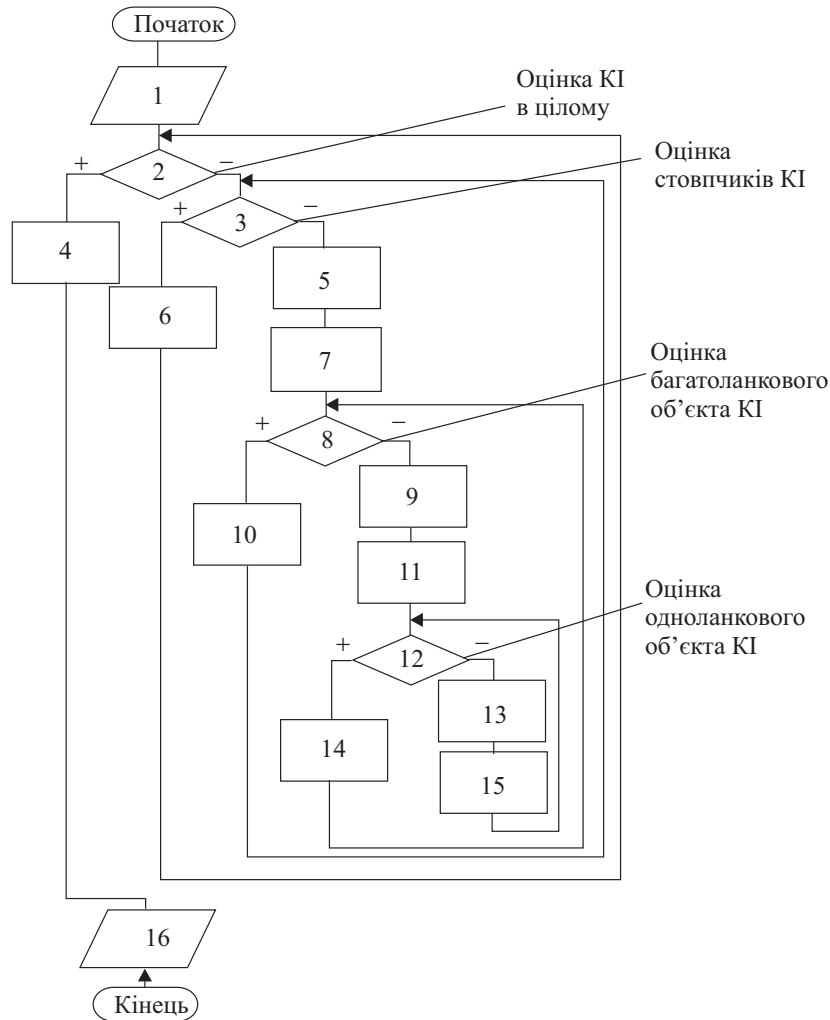 Початок
1
Оцінка КІ
в цілому
+
2
−
Оцінка
стовпчиків КІ
+
3
−
4
5
6
7
Оцінка
багатоланкового
об’єкта КІ
+
8
−
9
10
11
Оцінка
одноланкового
об’єкта КІ
+
12
−
13
14
15
16
Кінець